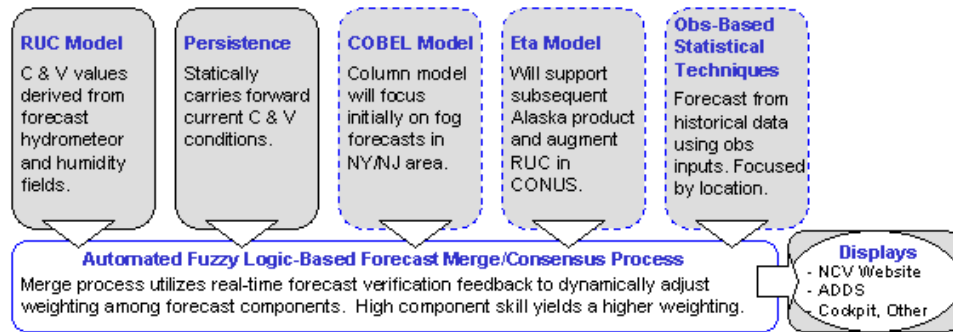 RUC Model
C & V values
derived from
forecast
hydrometeor
and humidity
fields.
Persistence
Statically
carries forward
current C & V
conditions.
COBEL Model
Column model
will focus
initially on fog
forecasts in
NY/NJ area.
Eta Model
Will support
subsequent
Alaska product
and augment
RUC in
CONUS.
Obs-Based
Statistical
Techniques
Forecast from
historical data
using obs
inputs. Focused
by location.
Automated Fuzzy Logic-Based Forecast Merge/Consensus Process
Merge process utilizes real-time forecast verification feedback to dynamically adjust
weighting among forecast components. High component skill yields a higher weighting.
Displays
- NCV Website
- ADDS
- Cockpit, Other